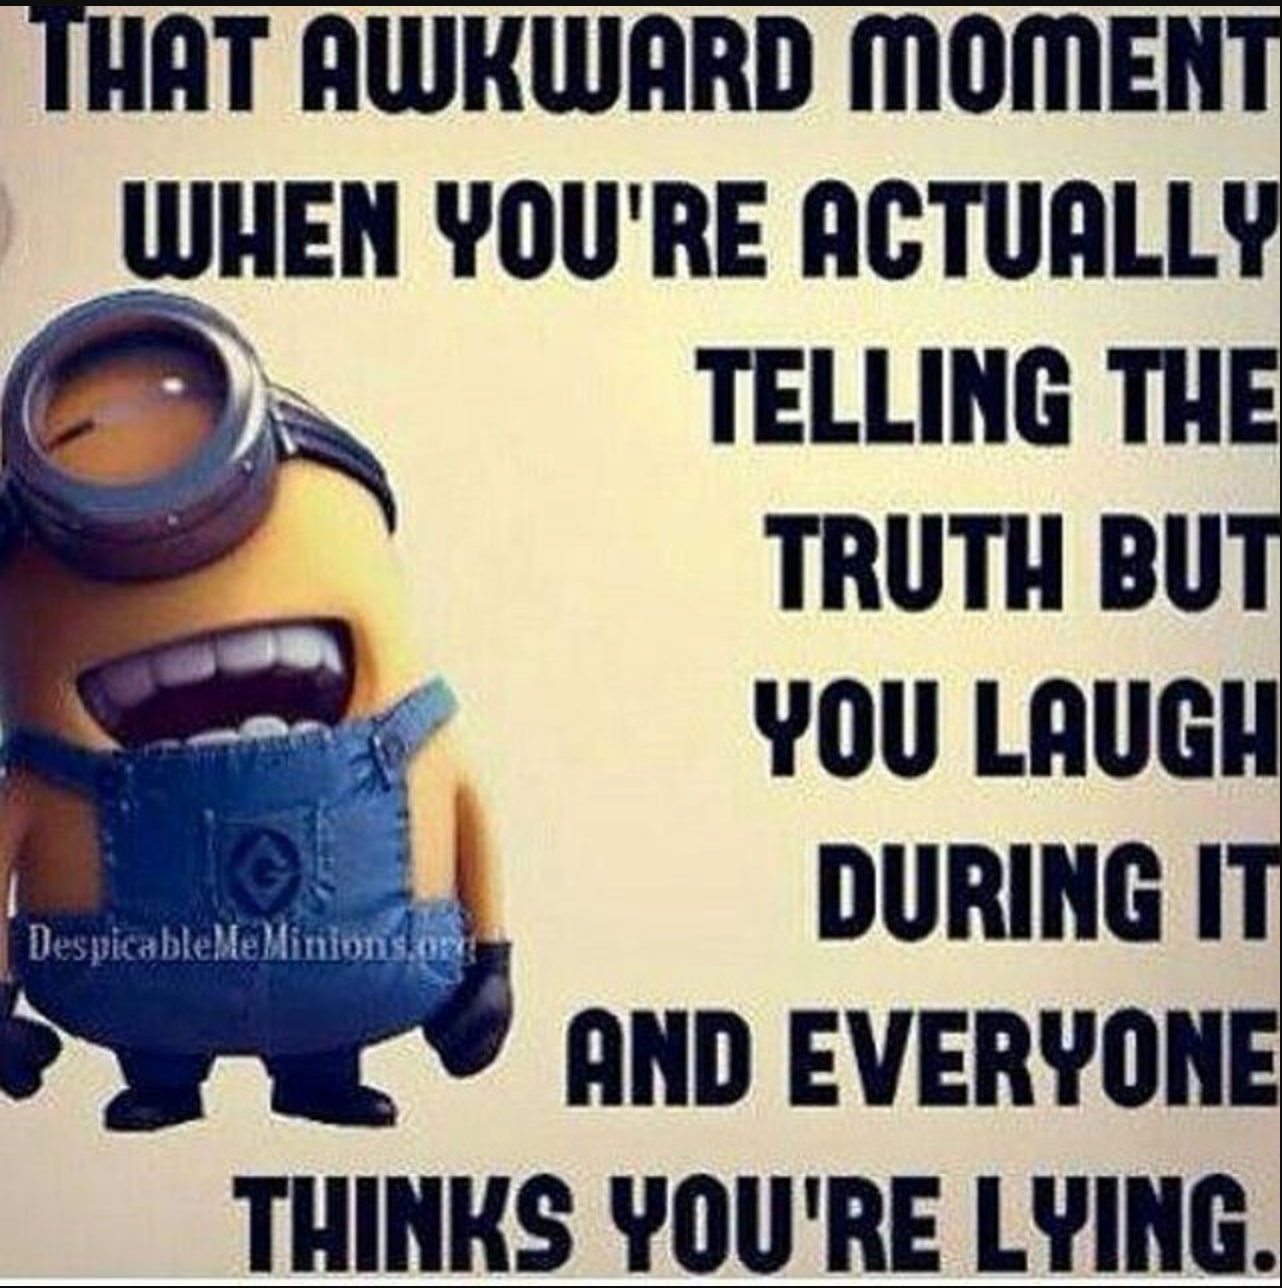 THAT AWKWARD MOMENT
WHEN YOU'RE ACTUALLY
TELLING THE
TRUTH BUT
YOU LAUGH
DURING IT
DespicableMeMinions.org
AND EVERYONE
THINKS YOU'RE LYING.